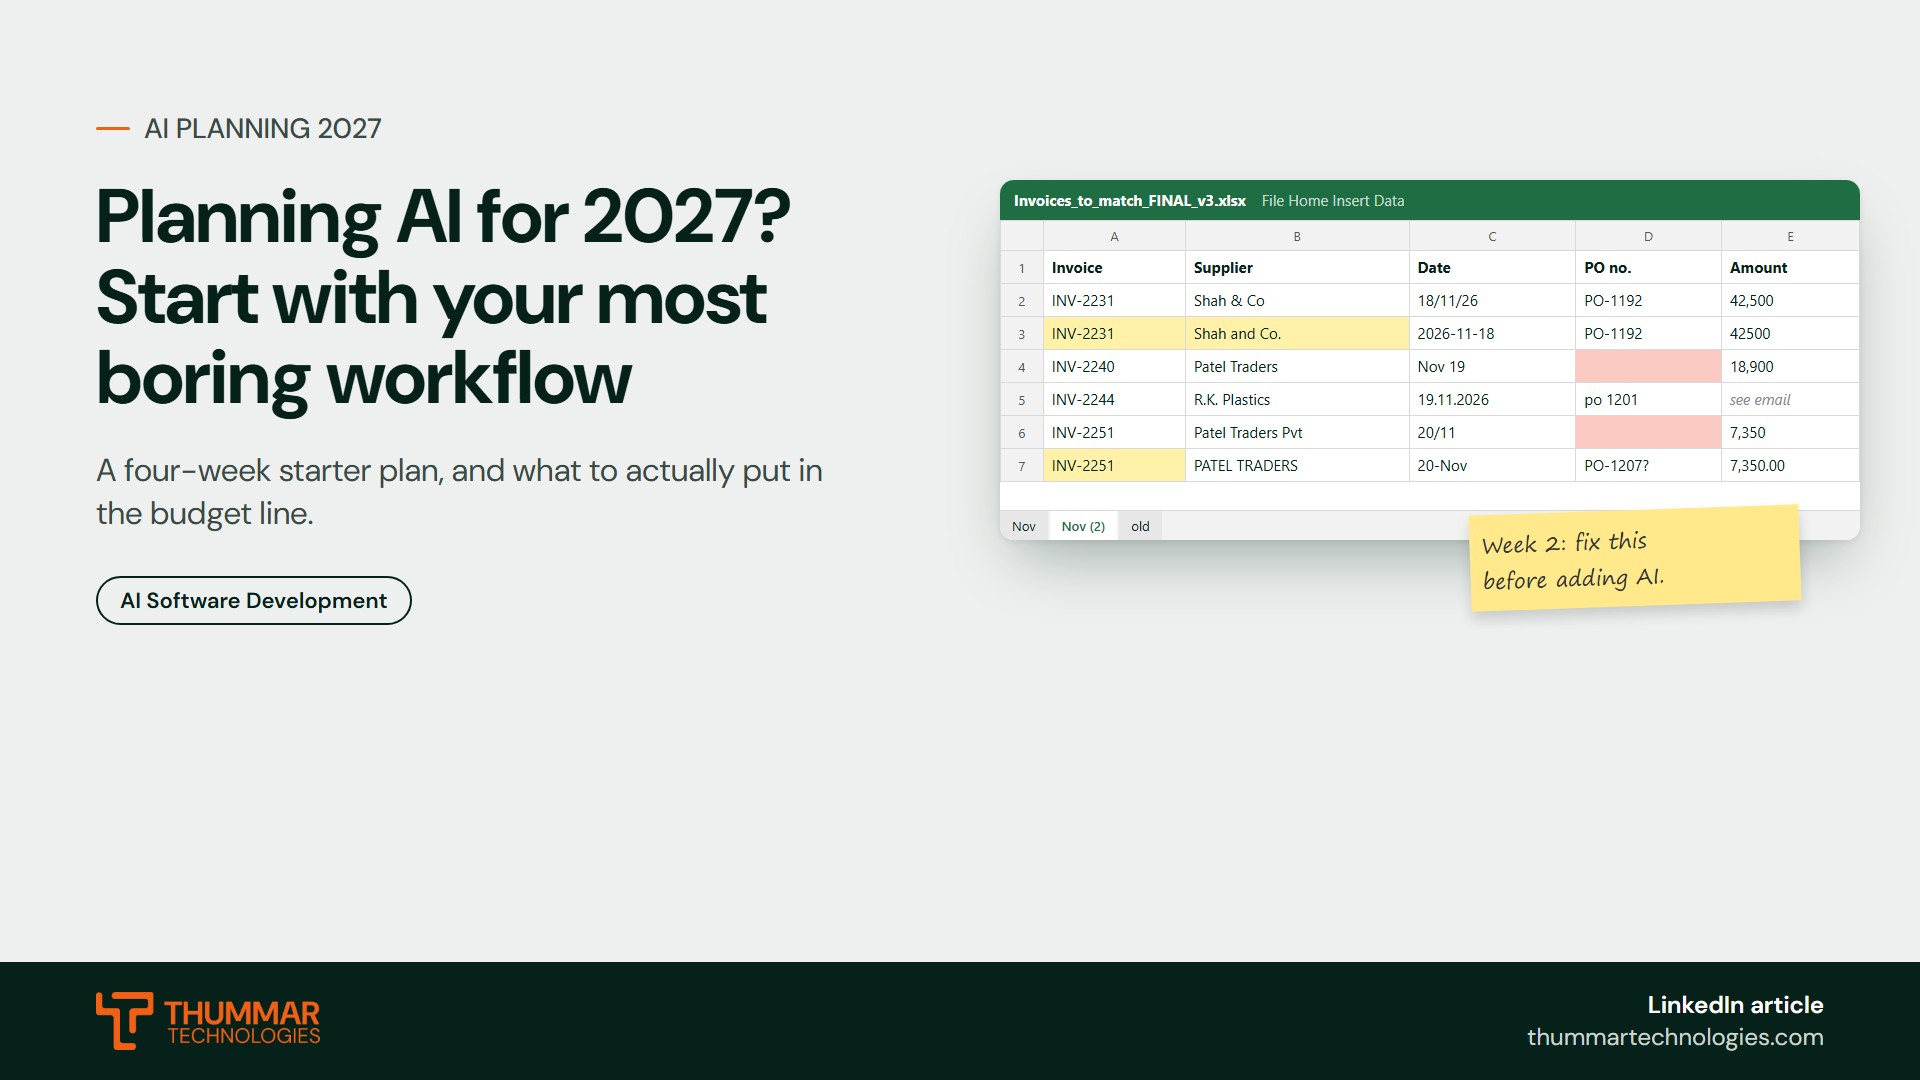 AI PLANNING 2027
Planning AI for 2027?
Start with your most
boring workflow
A four-week starter plan, and what to actually put in
the budget line.
AI Software Development
Invoices_to_match_FINAL_v3.xlsx File Home Insert Data
A B C D E
1 Invoice Supplier Date PO no. Amount
2 INV-2231 Shah & Co 18/11/26 PO-1192 42,500
3 INV-2231 Shah and Co. 2026-11-18 PO-1192 42500
4 INV-2240 Patel Traders Nov 19 18,900
5 INV-2244 R.K. Plastics 19.11.2026 po 1201 see email
6 INV-2251 Patel Traders Pvt 20/11 7,350
7 INV-2251 PATEL TRADERS 20-Nov PO-1207? 7,350.00
Nov Nov (2) old
Week 2: fix this
before adding AI.
THUMMAR
TECHNOLOGIES
LinkedIn article
thummartechnologies.com